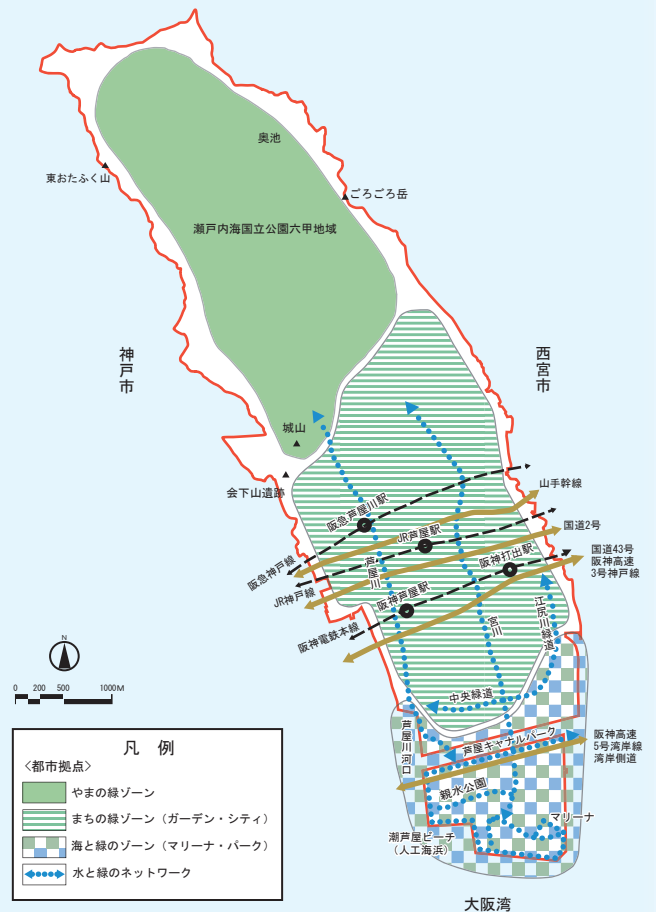 奥池
東おたふく山
ごろごろ岳
瀬戸内海国立公園六甲地域
神戸市
西宮市
城山
会下山遺跡
山手幹線
阪急芦屋川駅
国道2号
JR芦屋駅
国道43号
阪神高速
3号神戸線
阪神打出駅
阪急神戸線
芦屋川
JR神戸線
阪神芦屋駅
宮川
江尻川緑道
阪神電鉄本線
N
0 200 500 1000M
中央緑道
芦屋川河口
芦屋キャナルパーク
阪神高速
5号湾岸線
湾岸側道
親水公園
マリーナ
潮芦屋ビーチ
(人工海浜)
大阪湾
凡 例
<都市拠点>
やまの緑ゾーン
まちの緑ゾーン(ガーデン・シティ)
海と緑のゾーン(マリーナ・パーク)
水と緑のネットワーク